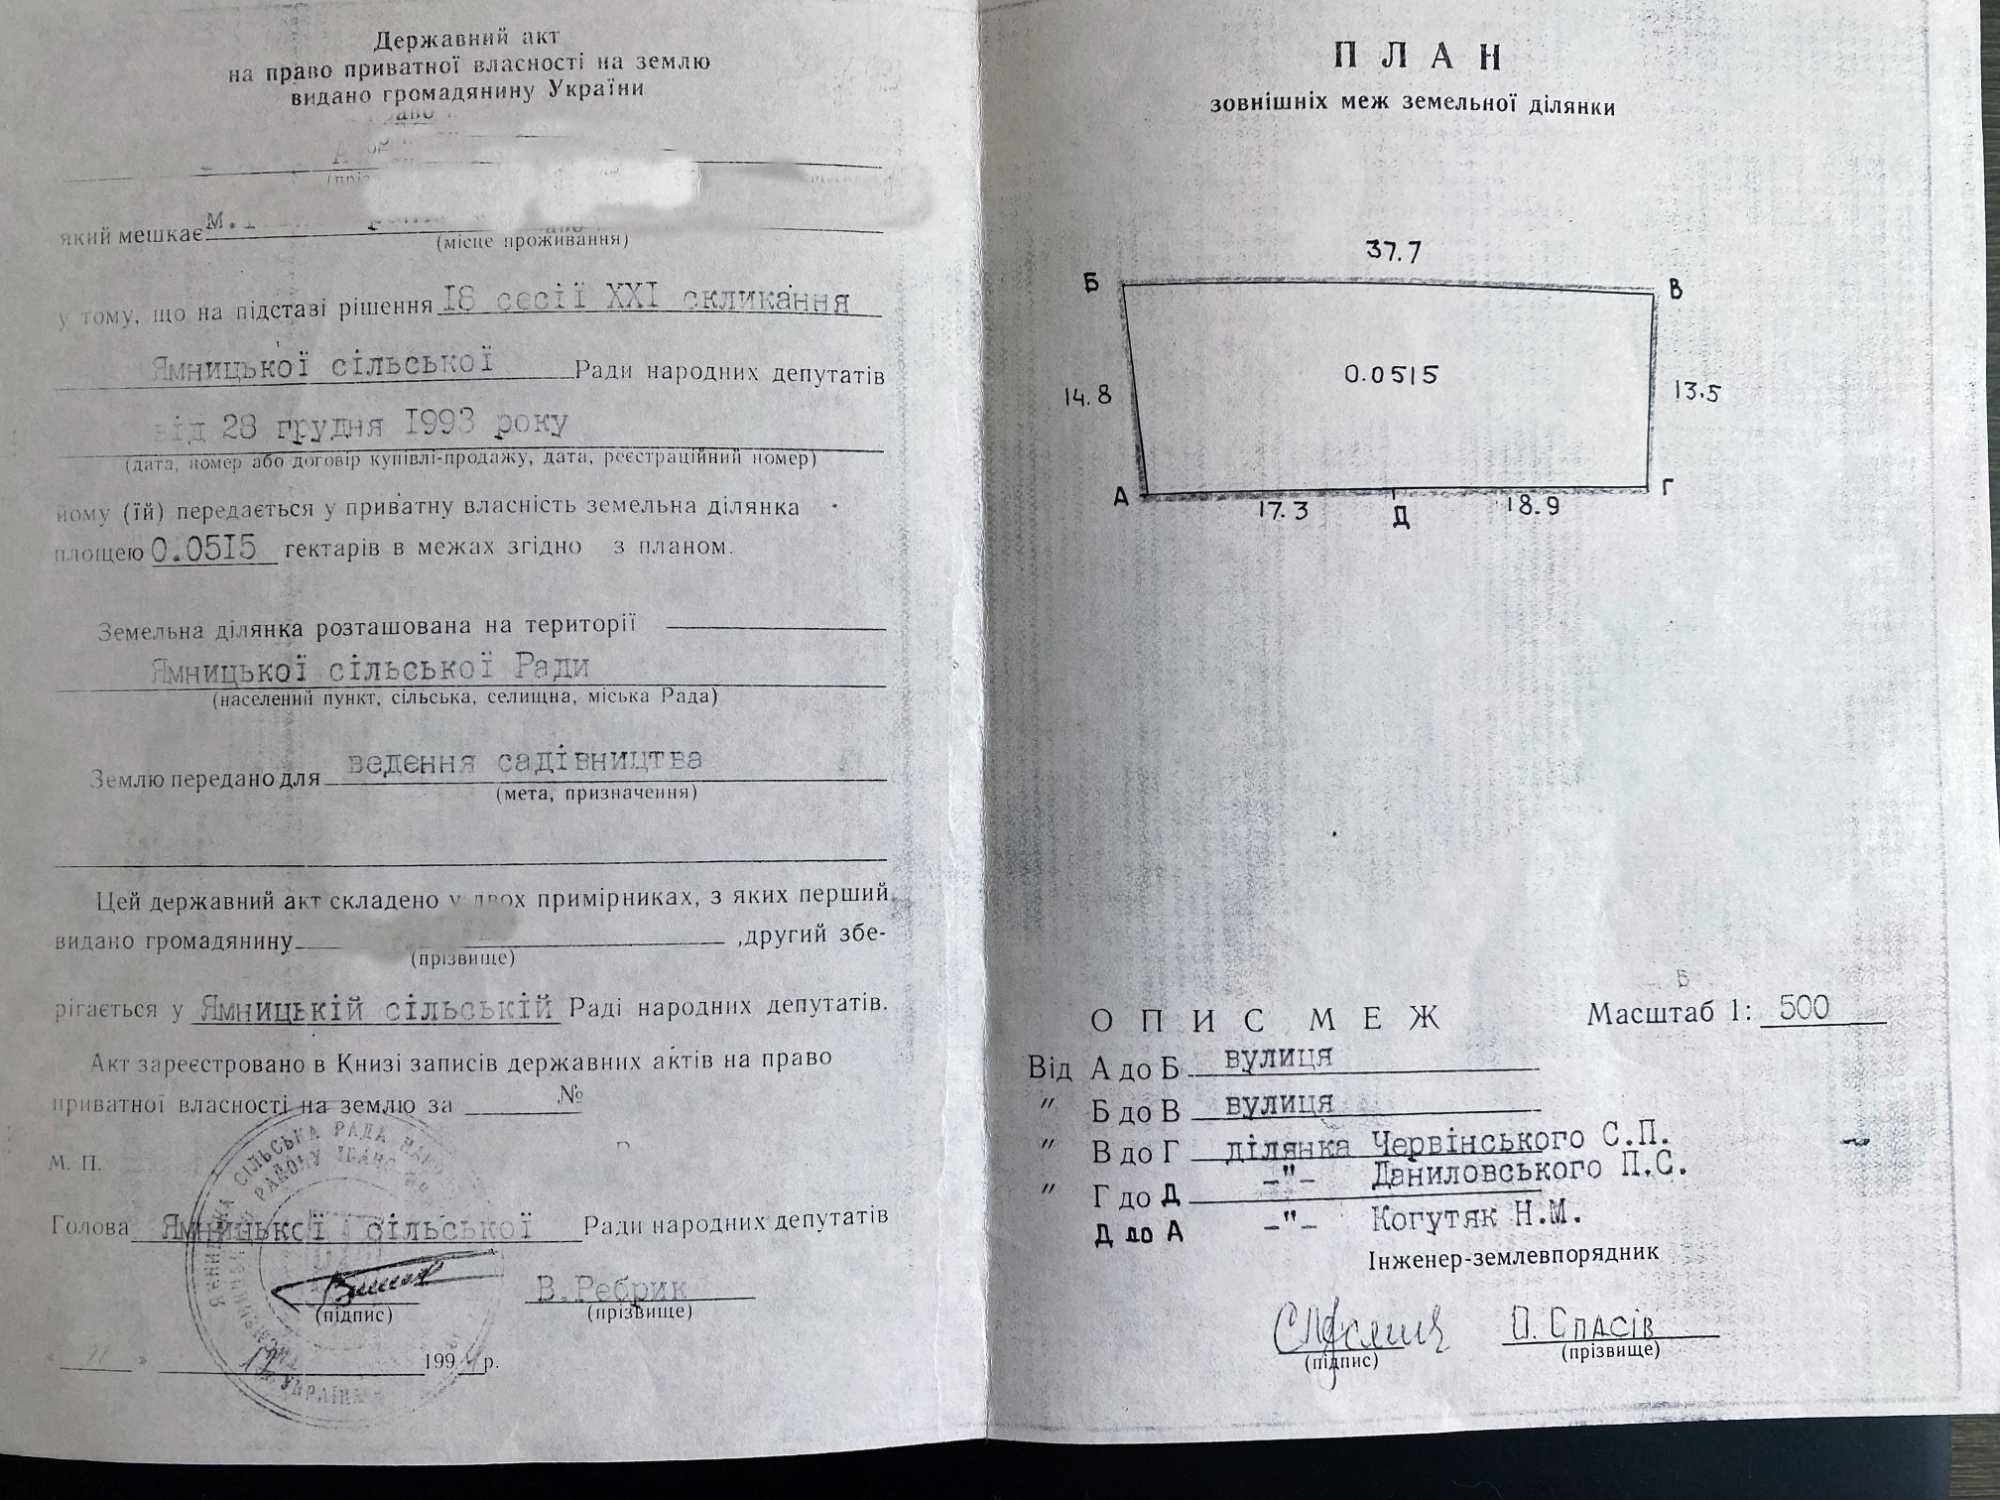 Державний акт
на право приватної власності на землю
видано громадянину України
який мешкає м.
(місце проживання)
у тому, що на підставі рішення I8 сесії XXI скликання
Ямницької сільської Ради народних депутатів
від 28 грудня I993 року
(дата, номер або договір купівлі-продажу, дата, реєстраційний номер)
йому (їй) передається у приватну власність земельна ділянка
площею 0.05I5 гектарів в межах згідно з планом.
Земельна ділянка розташована на території
Ямницької сільської Ради
(населений пункт, сільська, селищна, міська Рада)
Землю передано для ведення садівництва
(мета, призначення)
Цей державний акт складено у двох примірниках, з яких перший
видано громадянину ,другий збе-
(прізвище)
рігається у Ямницькій сільській Раді народних депутатів.
Акт зареєстровано в Книзі записів державних актів на право
приватної власності на землю за №
М. П.
Голова Ямницької сільської Ради народних депутатів
В.Ребрик
(підпис) (прізвище)
12 199 р.
ПЛАН
зовнішніх меж земельної ділянки
37.7
Б В
0.0515
14.8 13.5
А Г
17.3 Д 18.9
ОПИС МЕЖ Масштаб 1: 500
Від А до Б вулиця
" Б до В вулиця
" В до Г ділянка Червінського С.П.
" Г до Д -"- Даниловського П.С.
Д до А -"- Когутяк Н.М.
Інженер-землевпорядник
О. Спасів
(підпис) (прізвище)